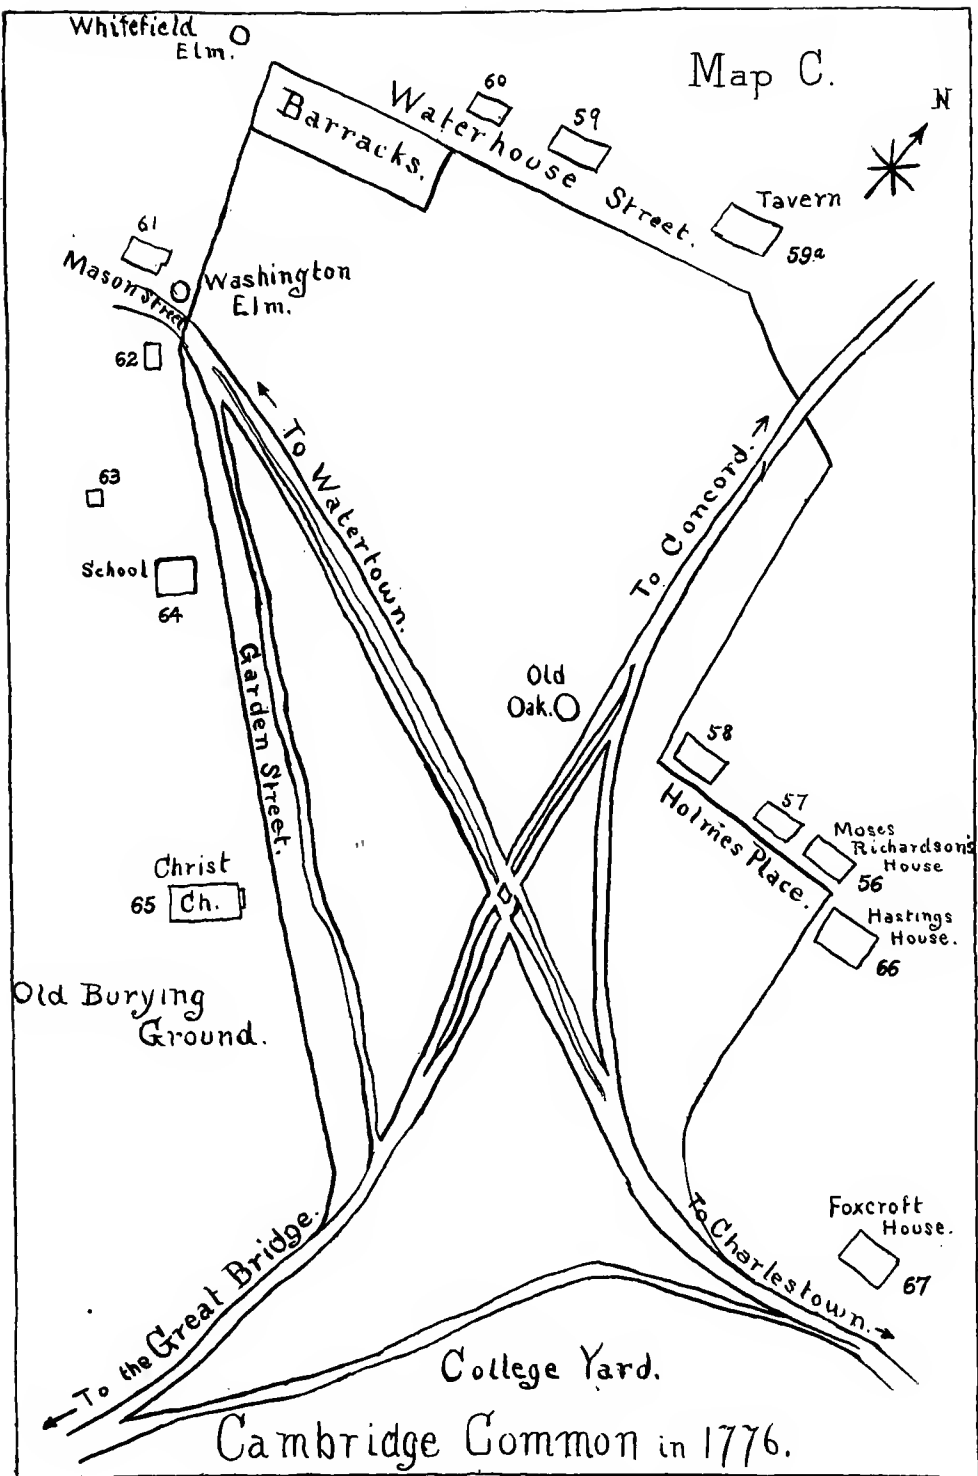 Whitefield
Elm.
Map C.
N
Barracks.
60
Waterhouse Street.
59
Tavern
59a
61
Mason Street
Washington
Elm.
62
To Watertown.
To Concord.
63
School
64
Garden Street.
Old
Oak.
58
57
Holmes Place.
Moses
Richardson's
House
56
Christ
65 Ch.
Hastings
House.
66
Old Burying
Ground.
To Charlestown.
Foxcroft
House.
67
To the Great Bridge.
College Yard.
Cambridge Common in 1776.